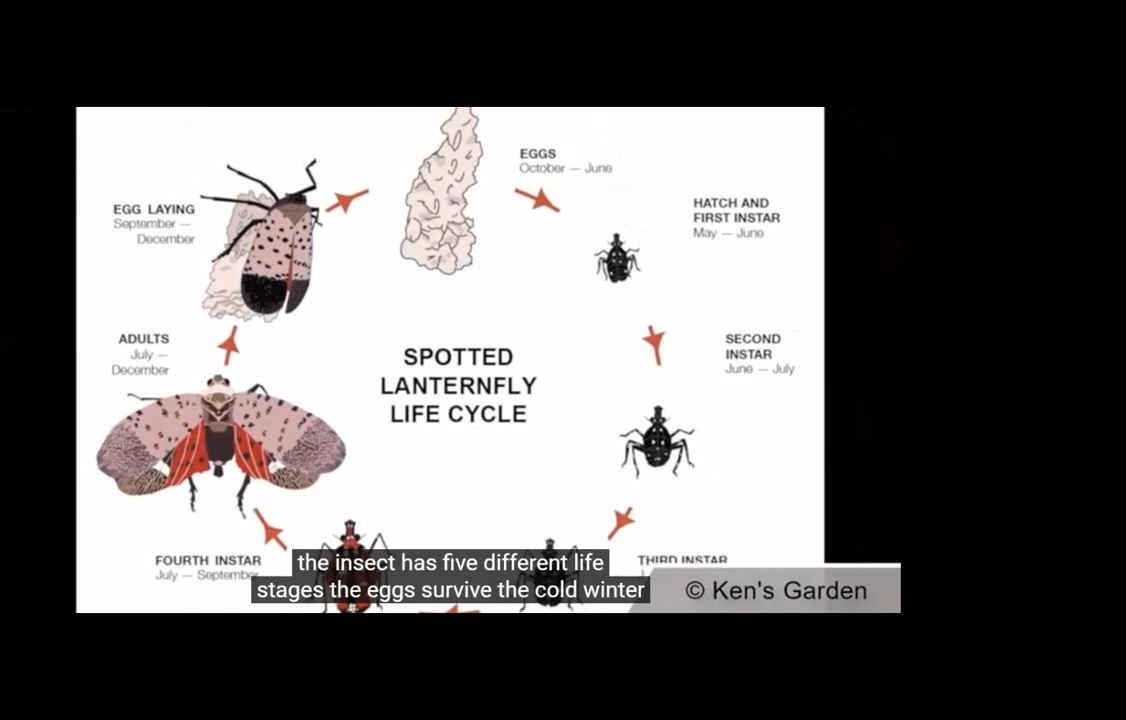 EGGS
October — June
HATCH AND
FIRST INSTAR
May — June
EGG LAYING
September —
December
SECOND
INSTAR
June — July
ADULTS
July —
December
SPOTTED
LANTERNFLY
LIFE CYCLE
THIRD INSTAR
FOURTH INSTAR
July — September
the insect has five different life
stages the eggs survive the cold winter
© Ken's Garden